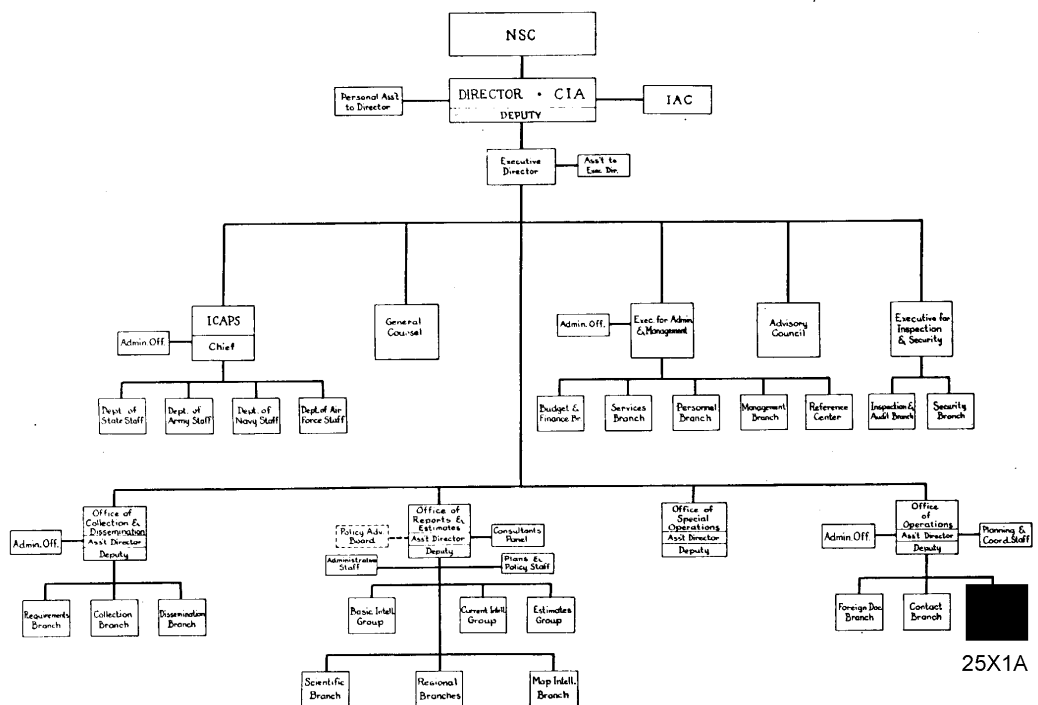 NSC
Personal Ass't
to Director
DIRECTOR · CIA
DEPUTY
IAC
Executive
Director
Ass't to
Exec. Dir.
ICAPS
Chief
Admin. Off.
General
Counsel
Admin. Off.
Exec. for Admin.
& Management
Advisory
Council
Executive for
Inspection
& Security
Dept. of
State Staff
Dept. of
Army Staff
Dept. of
Navy Staff
Dept. of Air
Force Staff
Budget &
Finance Br.
Services
Branch
Personnel
Branch
Management
Branch
Reference
Center
Inspection &
Audit Branch
Security
Branch
Office of
Collection &
Dissemination
Ass't Director
Deputy
Admin. Off.
Office of
Reports &
Estimates
Ass't Director
Deputy
Policy Adv.
Board
Consultants
Panel
Administrative
Staff
Plans &
Policy Staff
Office of
Special
Operations
Ass't Director
Deputy
Office
of
Operations
Ass't Director
Deputy
Admin. Off.
Planning &
Coord. Staff
Requirements
Branch
Collection
Branch
Dissemination
Branch
Basic Intell.
Group
Current Intell.
Group
Estimates
Group
Foreign Doc.
Branch
Contact
Branch
25X1A
Scientific
Branch
Regional
Branches
Map Intell.
Branch